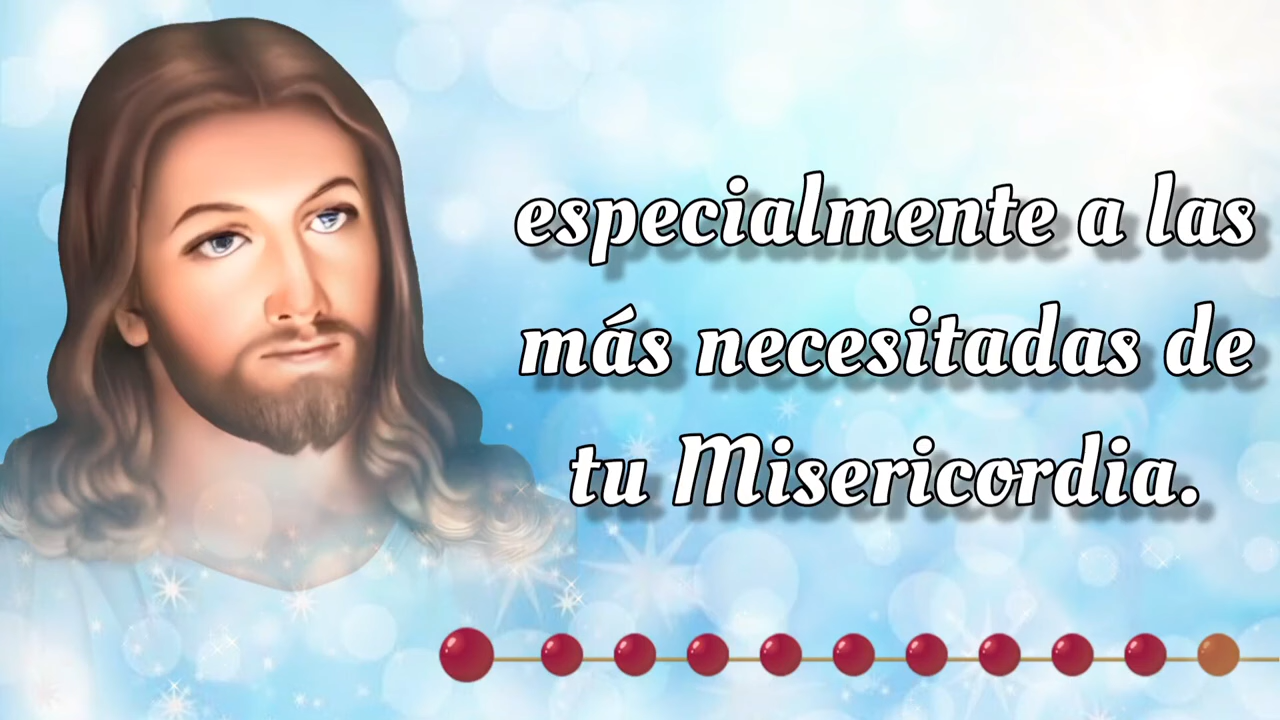 especialmente a las
más necesitadas de
tu Misericordia.